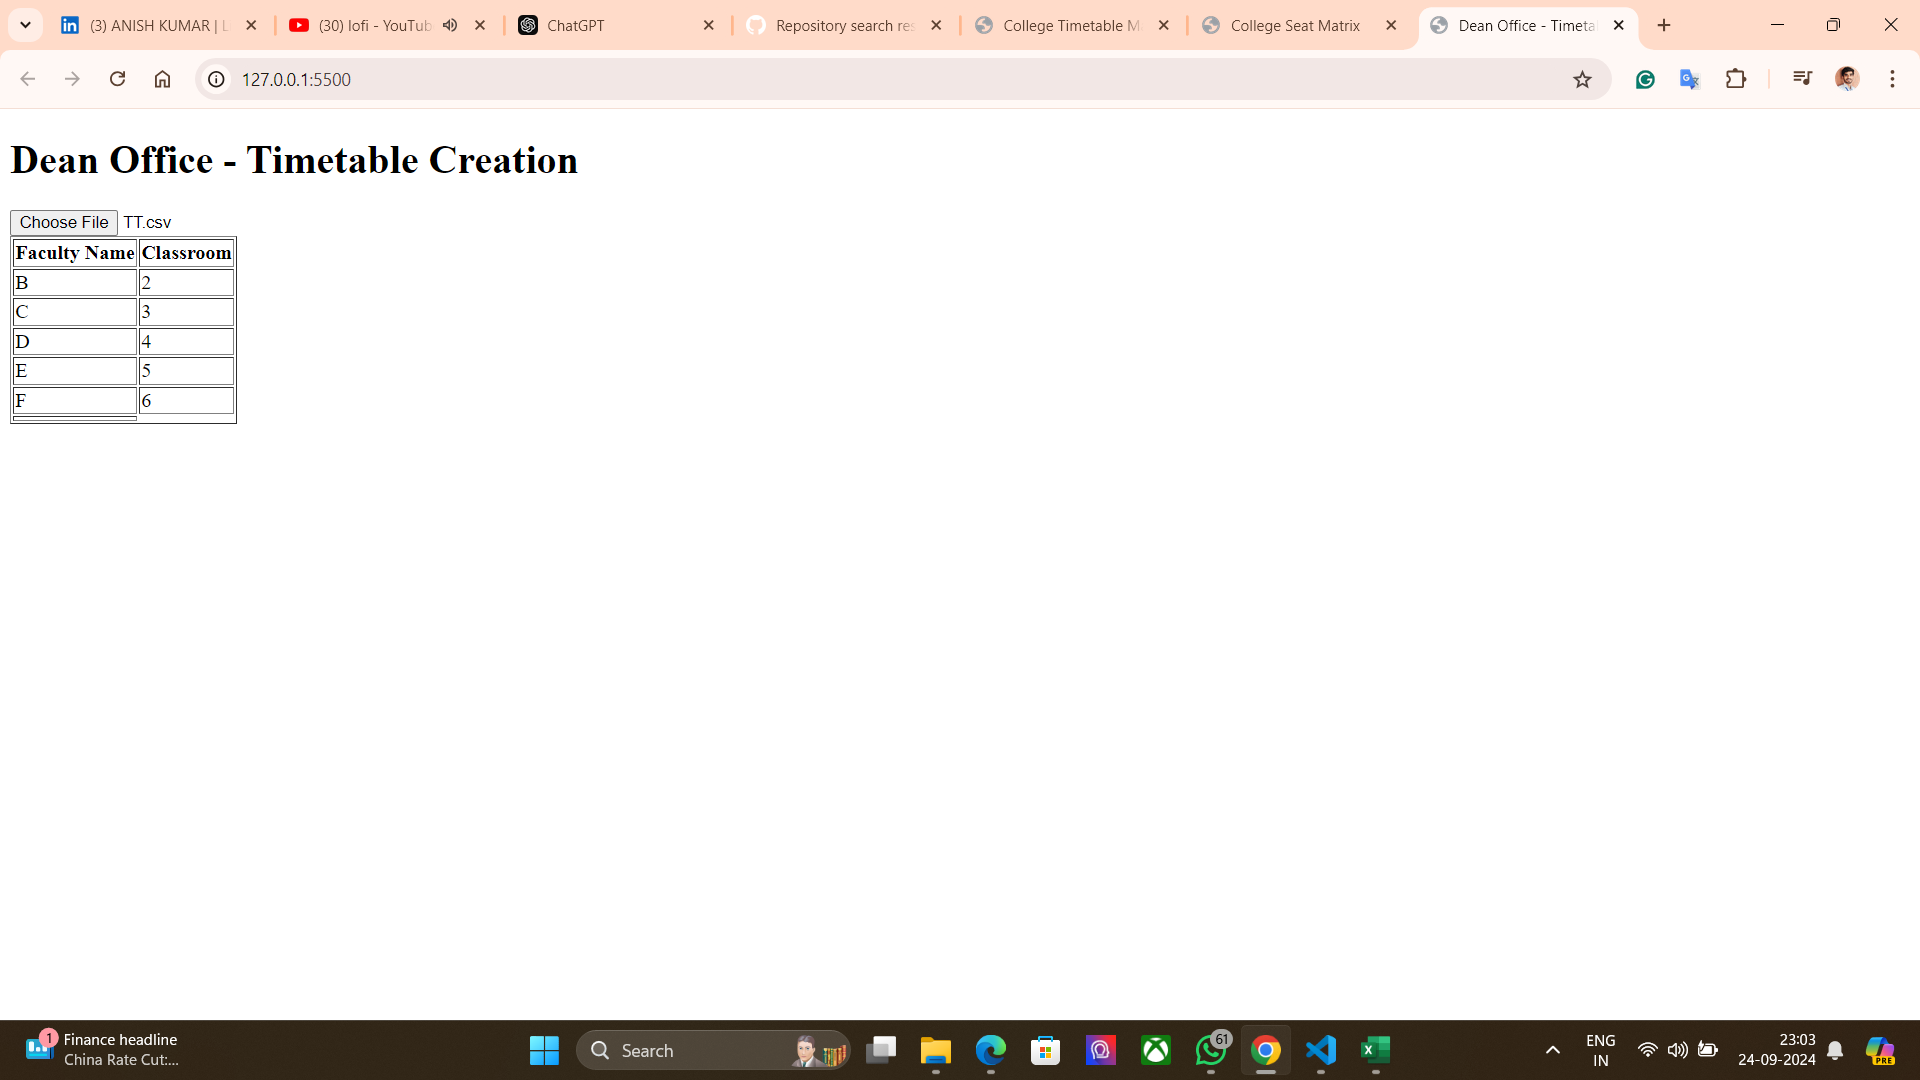 (3) ANISH KUMAR | L
(30) lofi - YouTub
ChatGPT
Repository search res
College Timetable M
College Seat Matrix
Dean Office - Timeta
127.0.0.1:5500
Dean Office - Timetable Creation
Choose File TT.csv
Faculty Name Classroom
B 2
C 3
D 4
E 5
F 6
1
Finance headline
China Rate Cut:...
Search
61
ENG
IN
23:03
24-09-2024
PRE